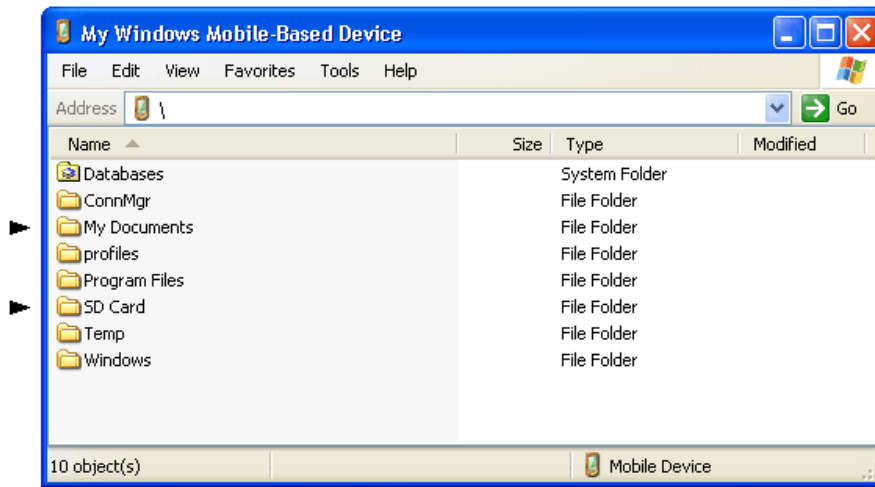 My Windows Mobile-Based Device
File Edit View Favorites Tools Help
Address \ Go
Name Size Type Modified
Databases System Folder
ConnMgr File Folder
My Documents File Folder
profiles File Folder
Program Files File Folder
SD Card File Folder
Temp File Folder
Windows File Folder
10 object(s) Mobile Device